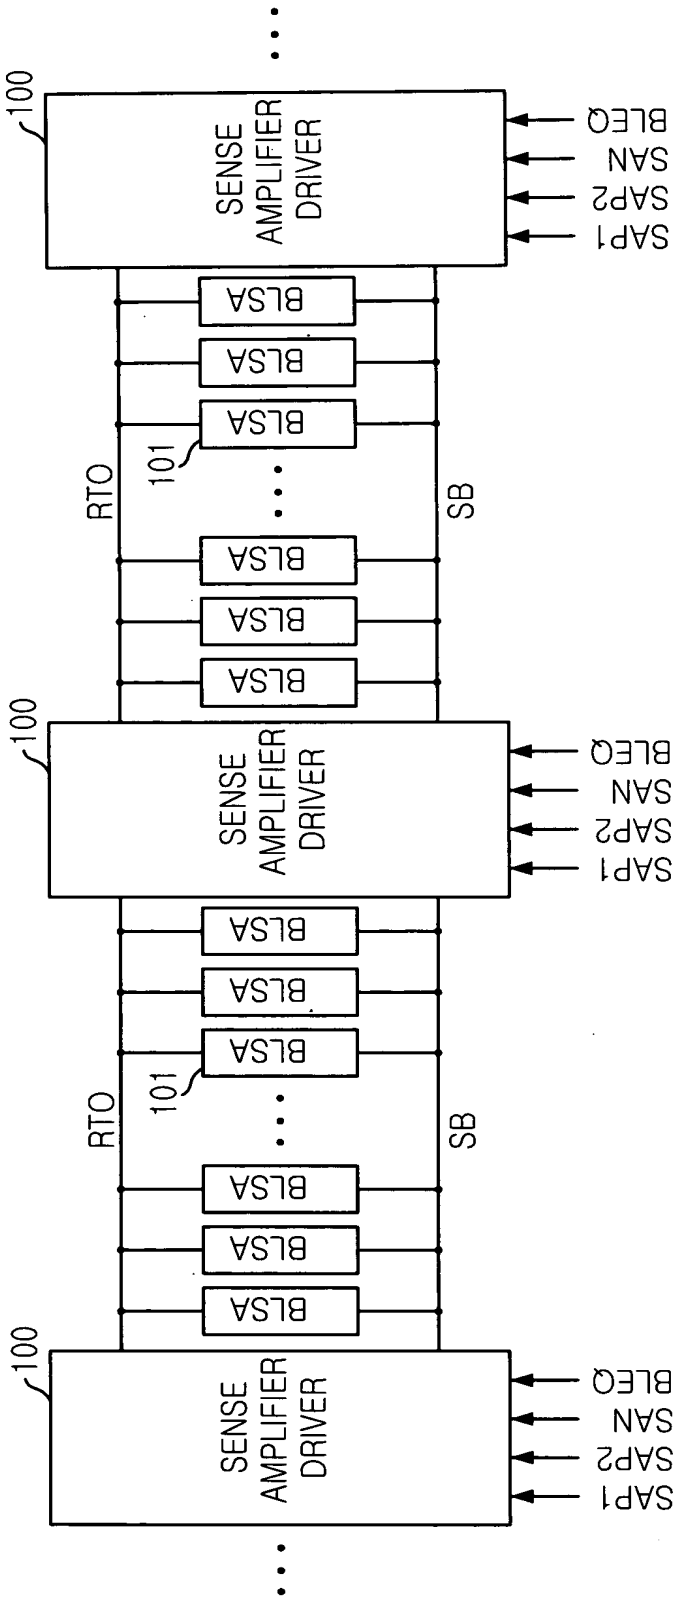 100
SENSE
AMPLIFIER
DRIVER
SAP1
SAP2
SAN
BLEQ
RTO
BLSA
BLSA
BLSA
101
BLSA
BLSA
BLSA
SB
100
SENSE
AMPLIFIER
DRIVER
SAP1
SAP2
SAN
BLEQ
RTO
BLSA
BLSA
BLSA
101
BLSA
BLSA
BLSA
SB
100
SENSE
AMPLIFIER
DRIVER
SAP1
SAP2
SAN
BLEQ